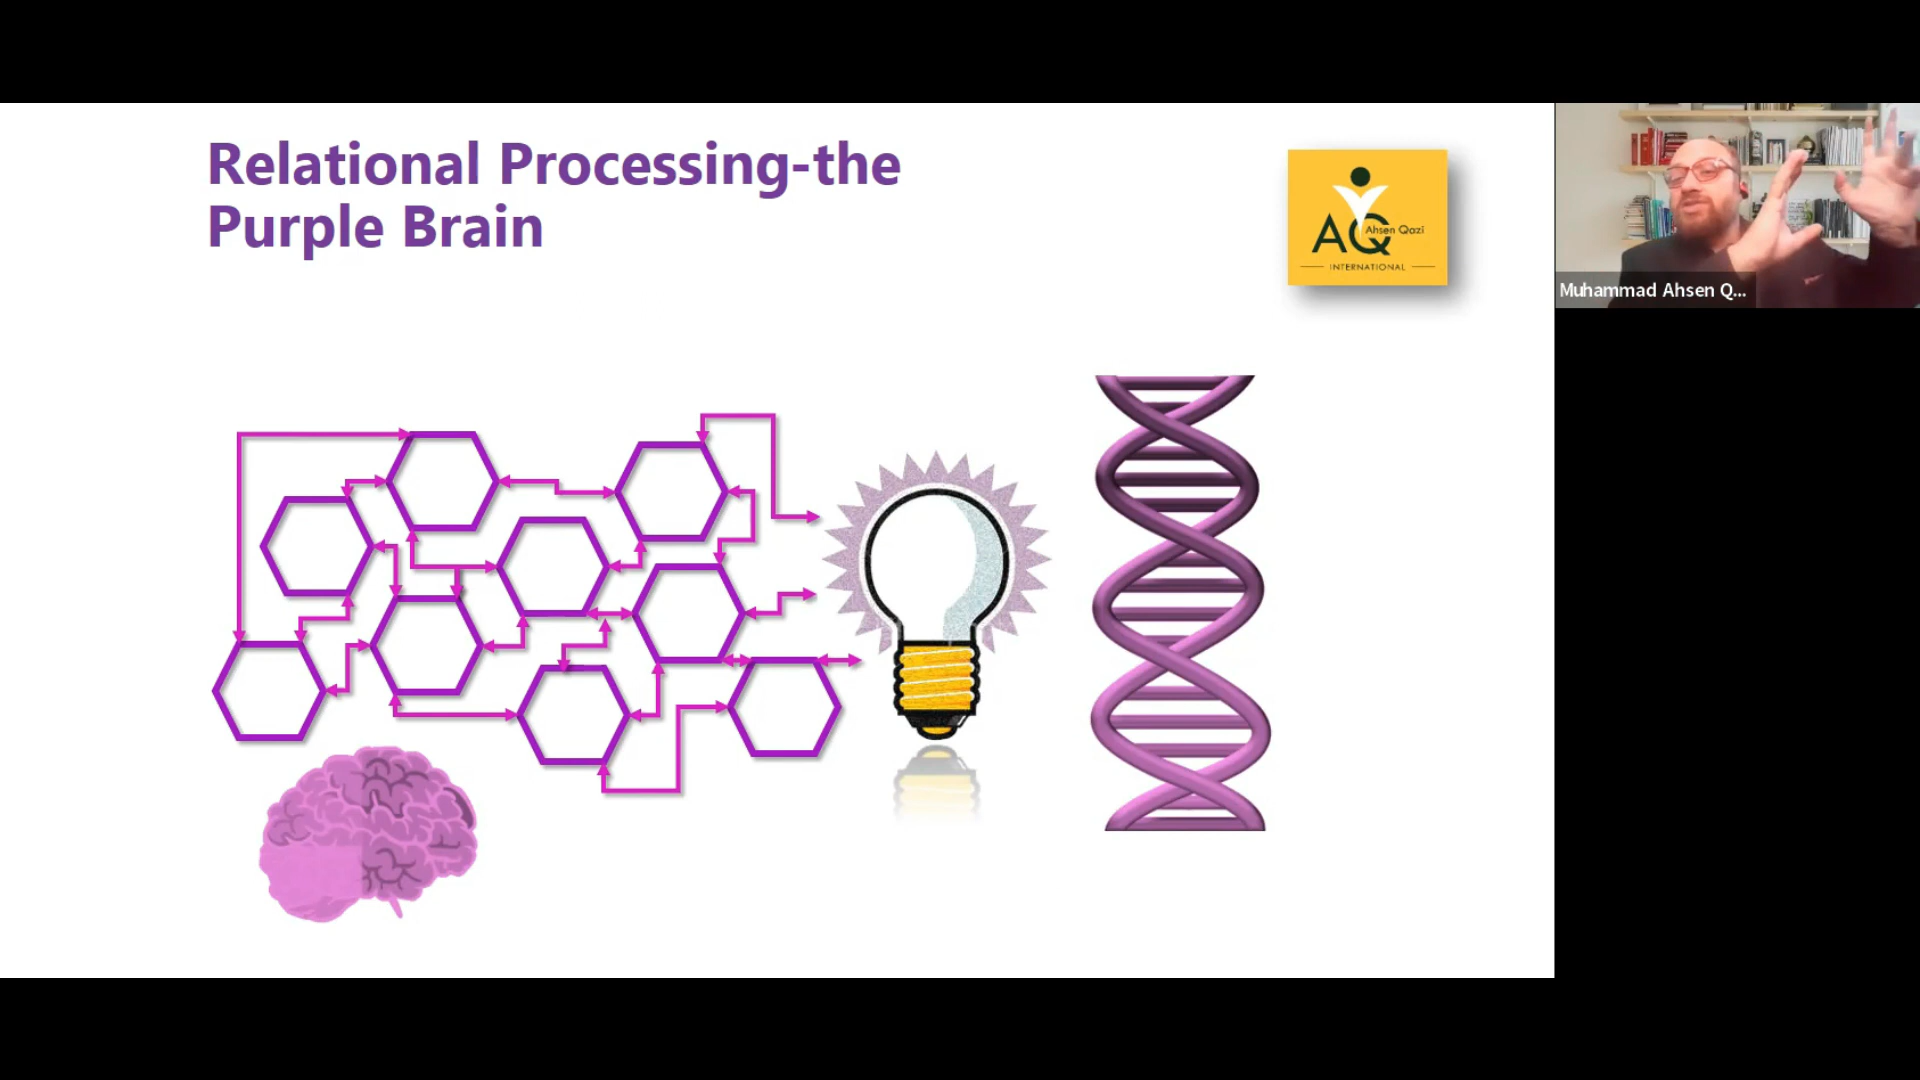 Relational Processing-the
Purple Brain
AQ
Ahsen Qazi
INTERNATIONAL
Muhammad Ahsen Q...